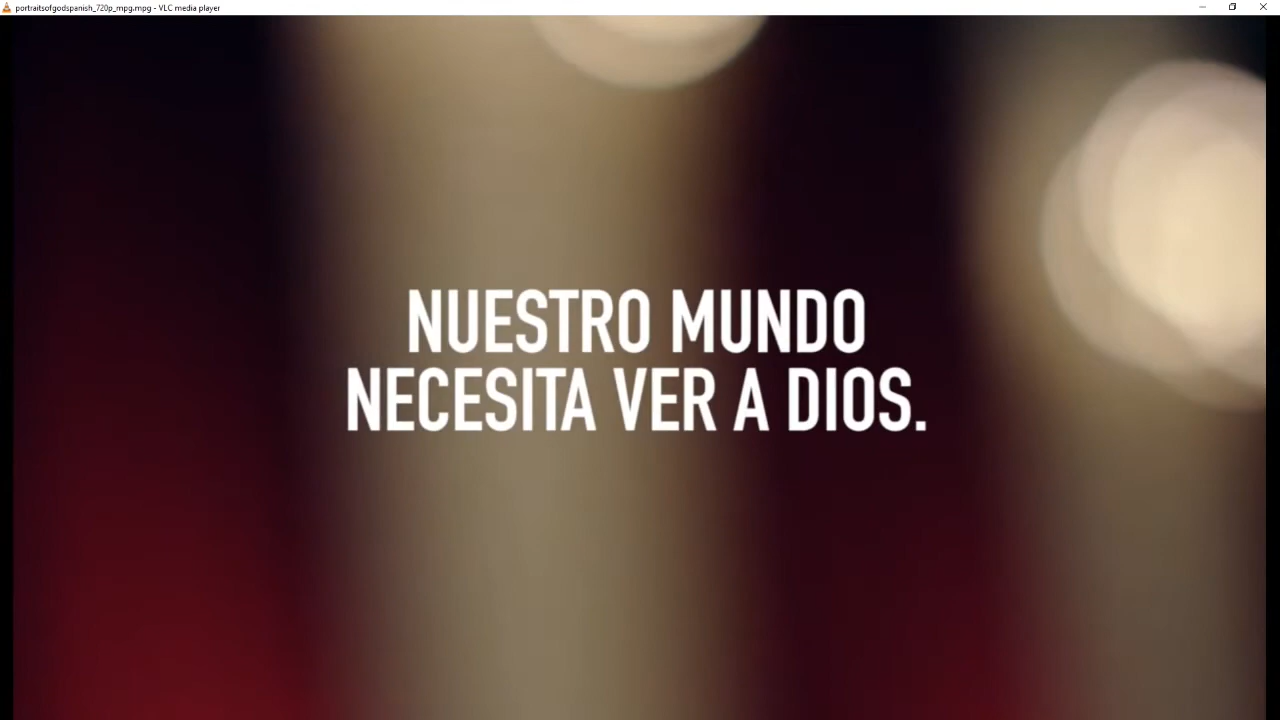 portraitsofgodspanish_720p_mpg.mpg - VLC media player
NUESTRO MUNDO
NECESITA VER A DIOS.